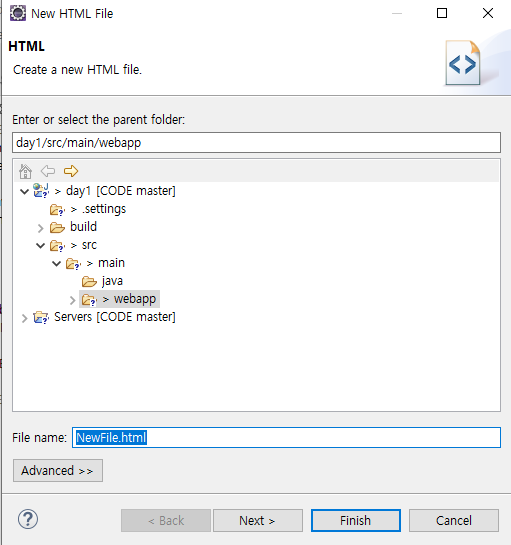 New HTML File
HTML
Create a new HTML file.
Enter or select the parent folder:
day1/src/main/webapp
> day1 [CODE master]
> .settings
build
> src
> main
java
> webapp
Servers [CODE master]
File name: NewFile.html
Advanced >>
? < Back Next > Finish Cancel